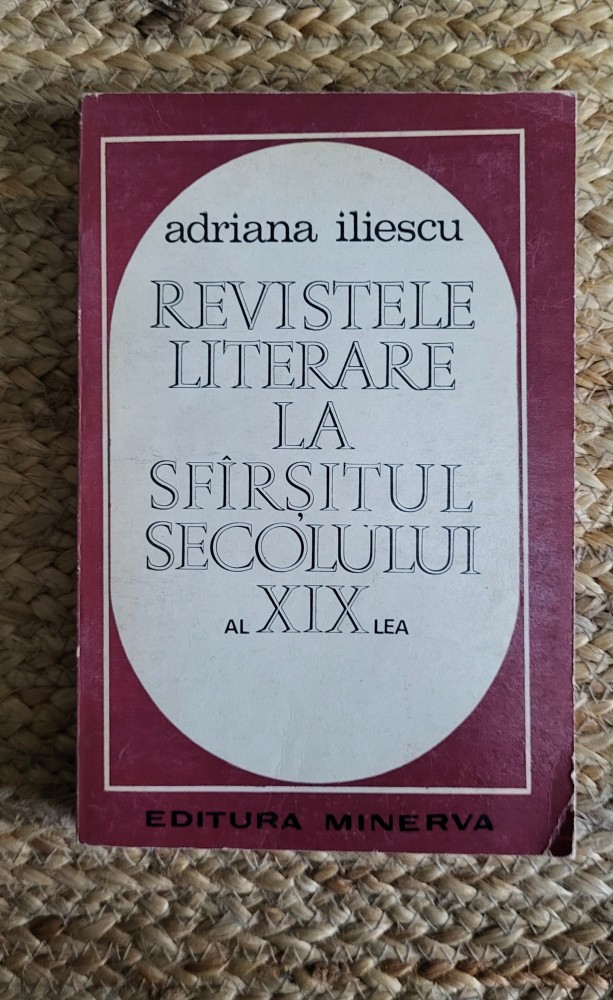 adriana iliescu
REVISTELE
LITERARE
LA
SFÎRȘITUL
SECOLULUI
AL XIX LEA
EDITURA MINERVA